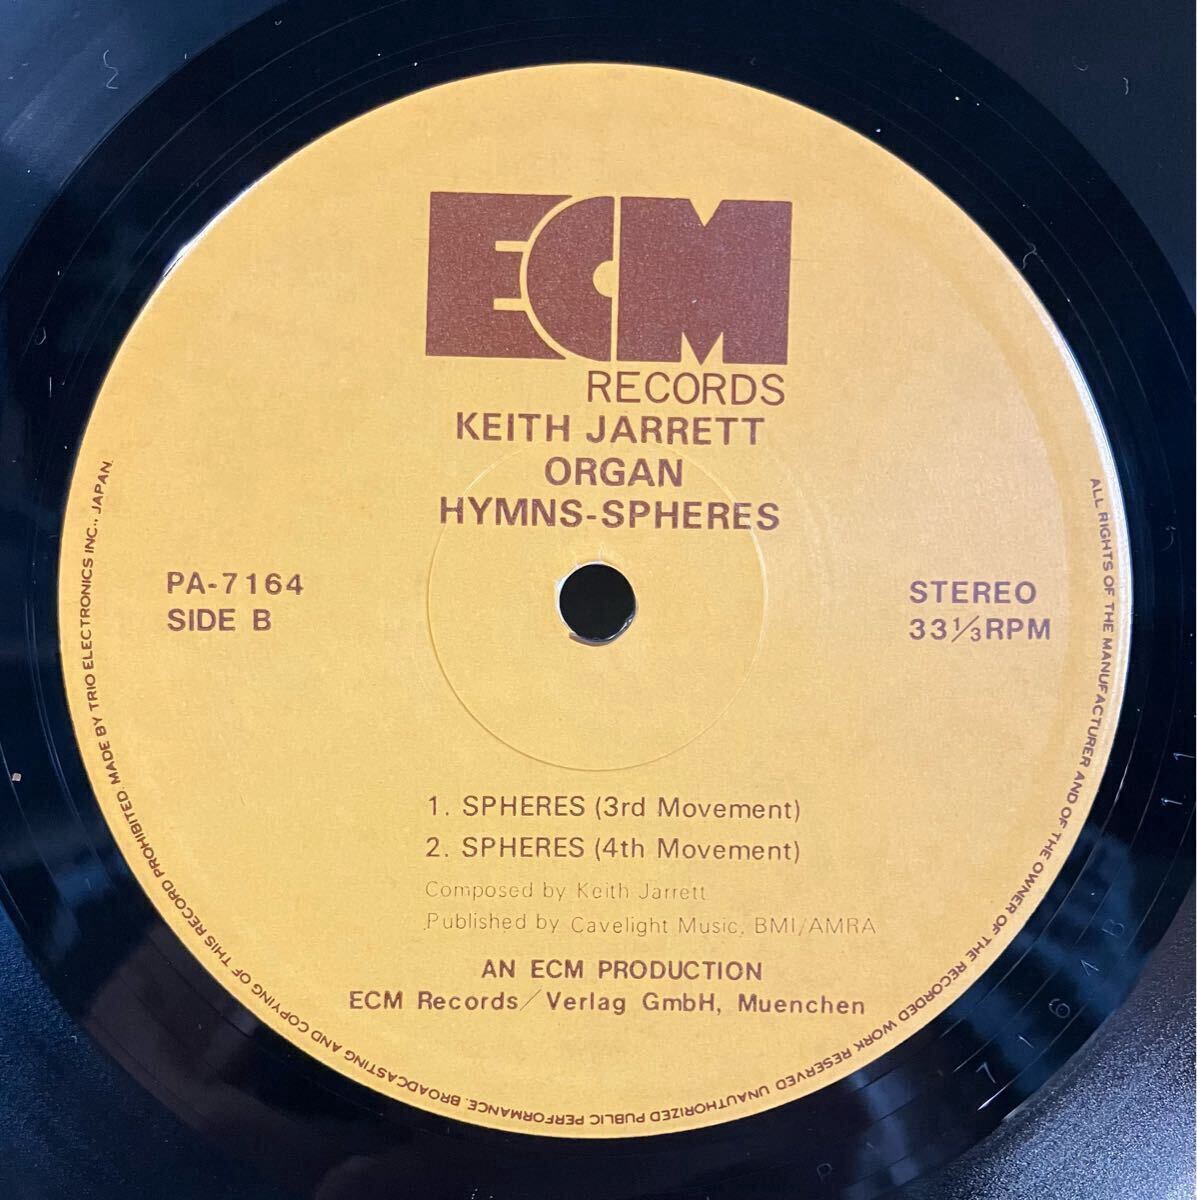 ECM
RECORDS
KEITH JARRETT
ORGAN
HYMNS-SPHERES
PA-7164
SIDE B
STEREO
33⅓RPM
1. SPHERES (3rd Movement)
2. SPHERES (4th Movement)
Composed by Keith Jarrett
Published by Cavelight Music, BMI/AMRA
AN ECM PRODUCTION
ECM Records/Verlag GmbH, Muenchen
ALL RIGHTS OF THE MANUFACTURER AND OF THE OWNER OF THE RECORDED WORK RESERVED UNAUTHORIZED PUBLIC PERFORMANCE. BROADCASTING AND COPYING OF THIS RECORD PROHIBITED. MADE BY TRIO ELECTRONICS INC., JAPAN
7164B
11